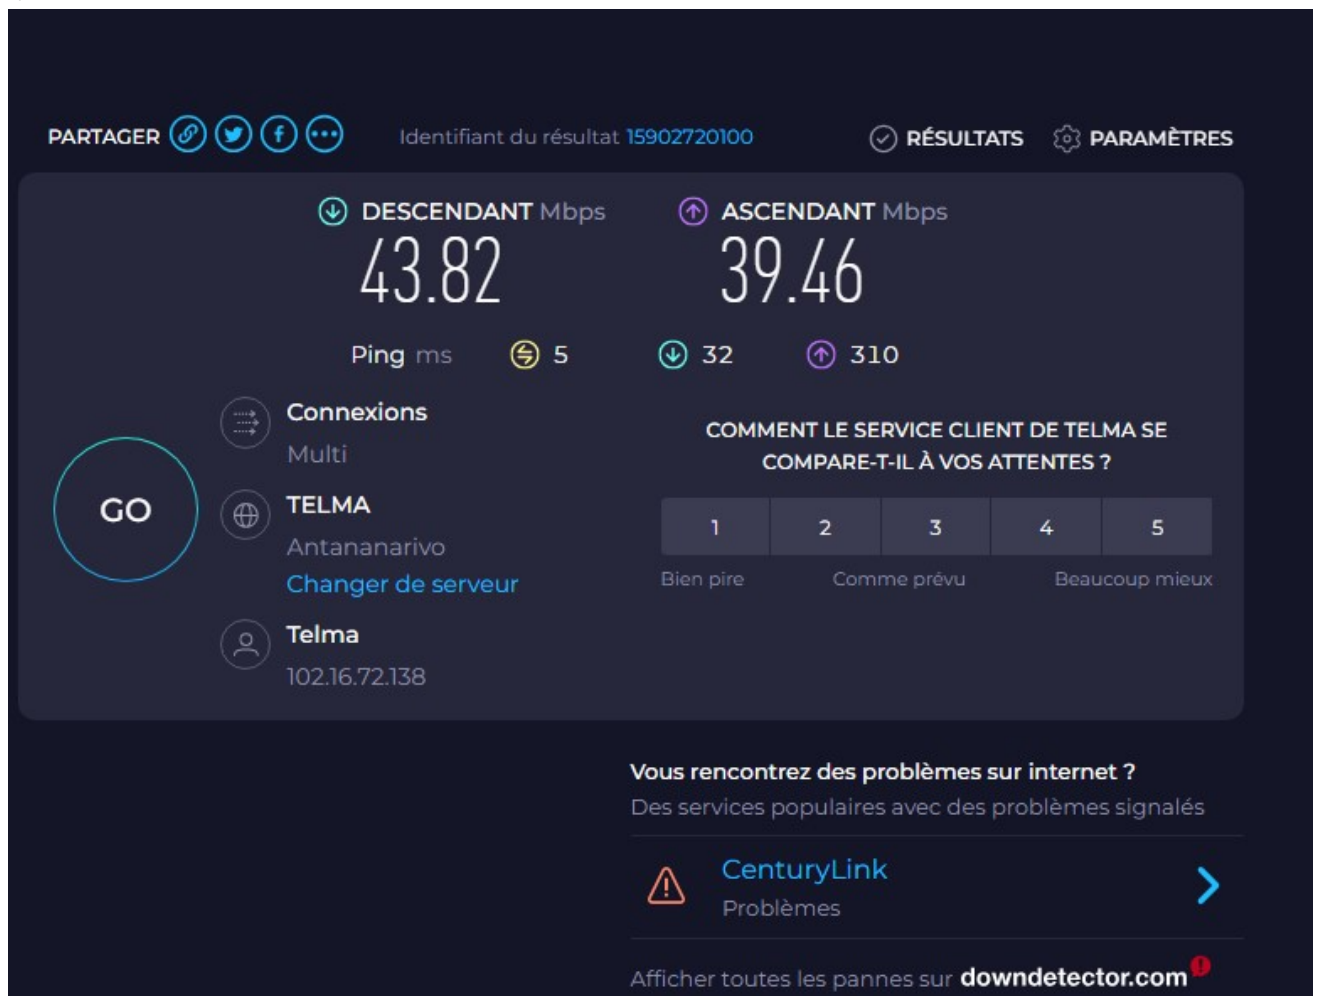 PARTAGER Identifiant du résultat 15902720100 RÉSULTATS PARAMÈTRES
DESCENDANT Mbps ASCENDANT Mbps
43.82 39.46
Ping ms 5 32 310
Connexions
Multi
TELMA
Antananarivo
Changer de serveur
Telma
102.16.72.138
GO
COMMENT LE SERVICE CLIENT DE TELMA SE
COMPARE-T-IL À VOS ATTENTES ?
1 2 3 4 5
Bien pire Comme prévu Beaucoup mieux
Vous rencontrez des problèmes sur internet ?
Des services populaires avec des problèmes signalés
CenturyLink
Problèmes
Afficher toutes les pannes sur downdetector.com